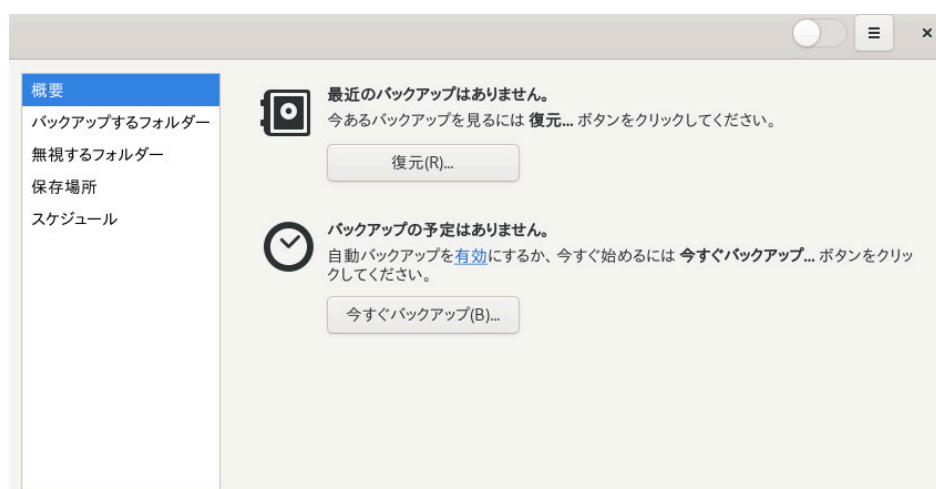 概要
バックアップするフォルダー
無視するフォルダー
保存場所
スケジュール
最近のバックアップはありません。
今あるバックアップを見るには 復元... ボタンをクリックしてください。
復元(R)...
バックアップの予定はありません。
自動バックアップを有効にするか、今すぐ始めるには 今すぐバックアップ... ボタンをクリッ
クしてください。
今すぐバックアップ(B)...